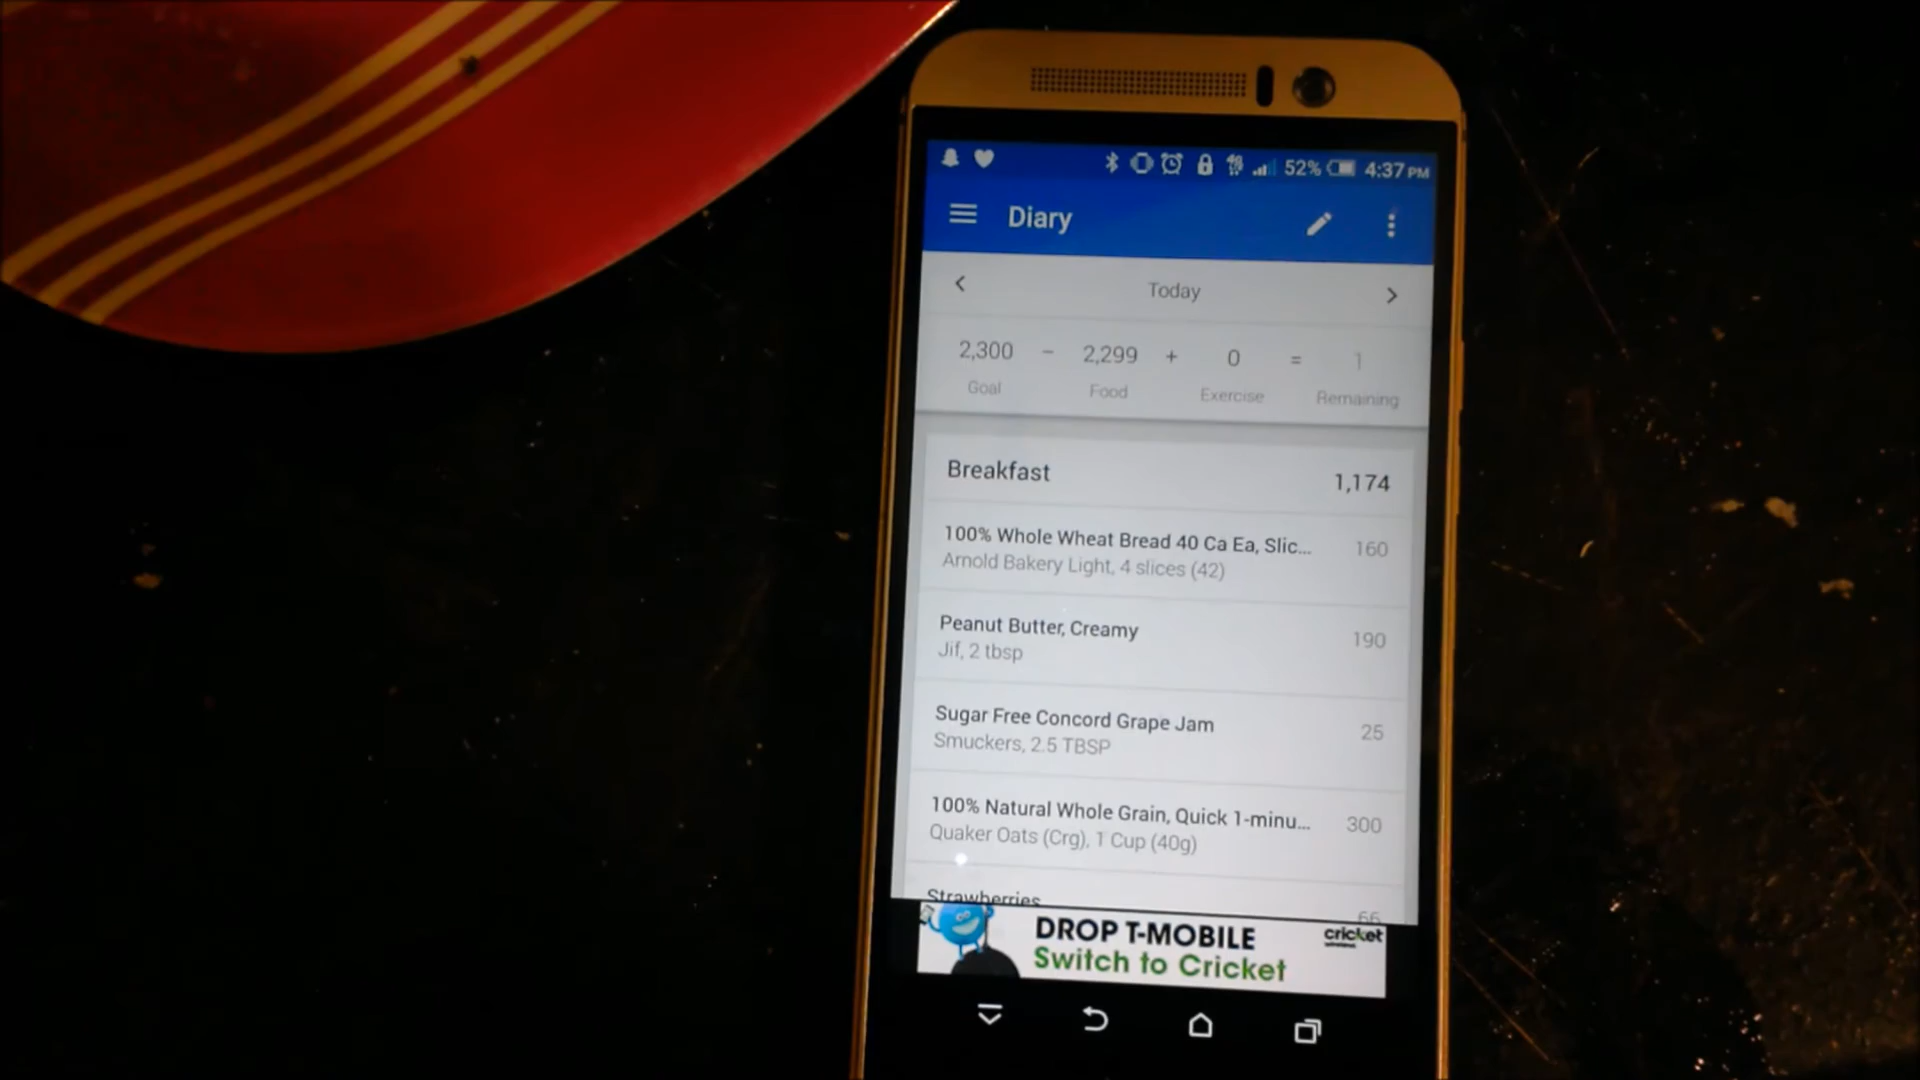 52% 4:37 PM
Diary
Today
2,300 - 2,299 + 0 = 1
Goal Food Exercise Remaining
Breakfast 1,174
100% Whole Wheat Bread 40 Ca Ea, Slic... 160
Arnold Bakery Light, 4 slices (42)
Peanut Butter, Creamy 190
Jif, 2 tbsp
Sugar Free Concord Grape Jam 25
Smuckers, 2.5 TBSP
100% Natural Whole Grain, Quick 1-minu... 300
Quaker Oats (Crg), 1 Cup (40g)
Strawberries 66
DROP T-MOBILE
Switch to Cricket
cricket